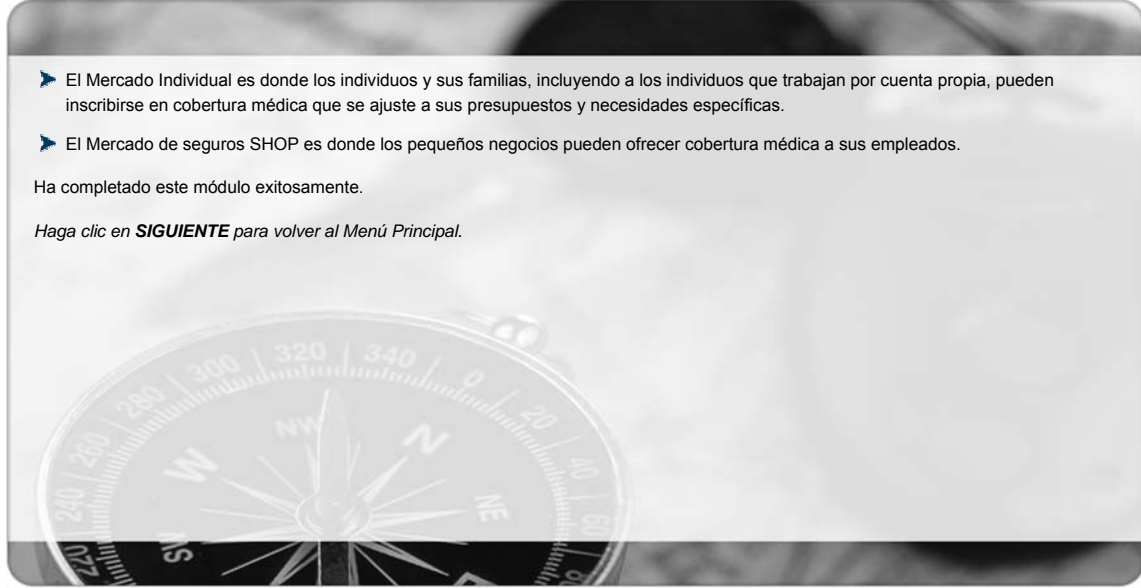 El Mercado Individual es donde los individuos y sus familias, incluyendo a los individuos que trabajan por cuenta propia, pueden
inscribirse en cobertura médica que se ajuste a sus presupuestos y necesidades específicas.
El Mercado de seguros SHOP es donde los pequeños negocios pueden ofrecer cobertura médica a sus empleados.
Ha completado este módulo exitosamente.
Haga clic en SIGUIENTE para volver al Menú Principal.
220 240 260 280 300 320 340 0 20 40 60
SW W NW N NE